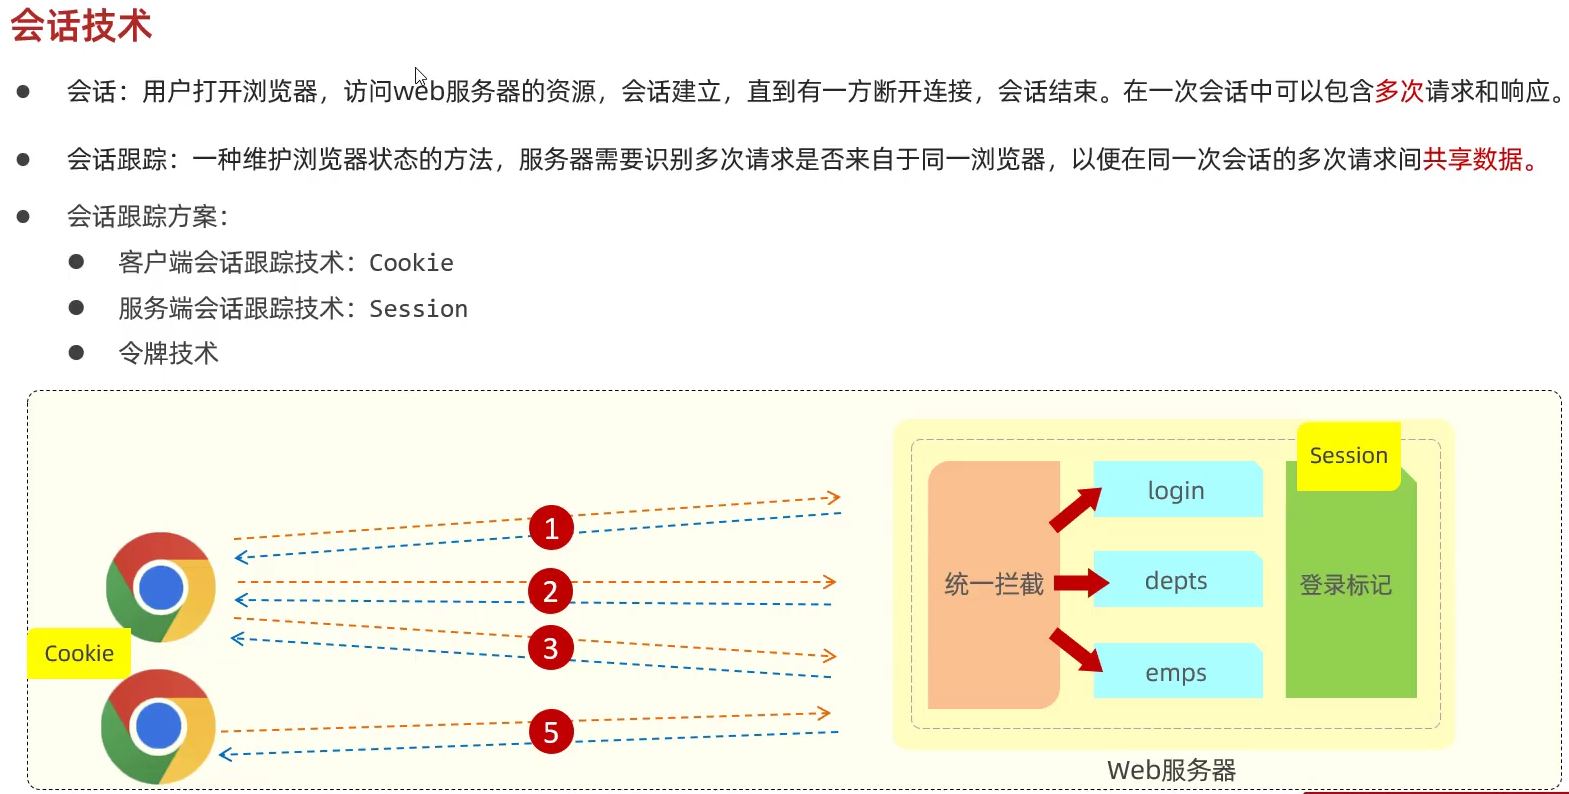 会话技术
会话：用户打开浏览器，访问web服务器的资源，会话建立，直到有一方断开连接，会话结束。在一次会话中可以包含多次请求和响应。
会话跟踪：一种维护浏览器状态的方法，服务器需要识别多次请求是否来自于同一浏览器，以便在同一次会话的多次请求间共享数据。
会话跟踪方案：
客户端会话跟踪技术：Cookie
服务端会话跟踪技术：Session
令牌技术
Session
login
1
统一拦截
depts
登录标记
2
3
Cookie
emps
5
Web服务器